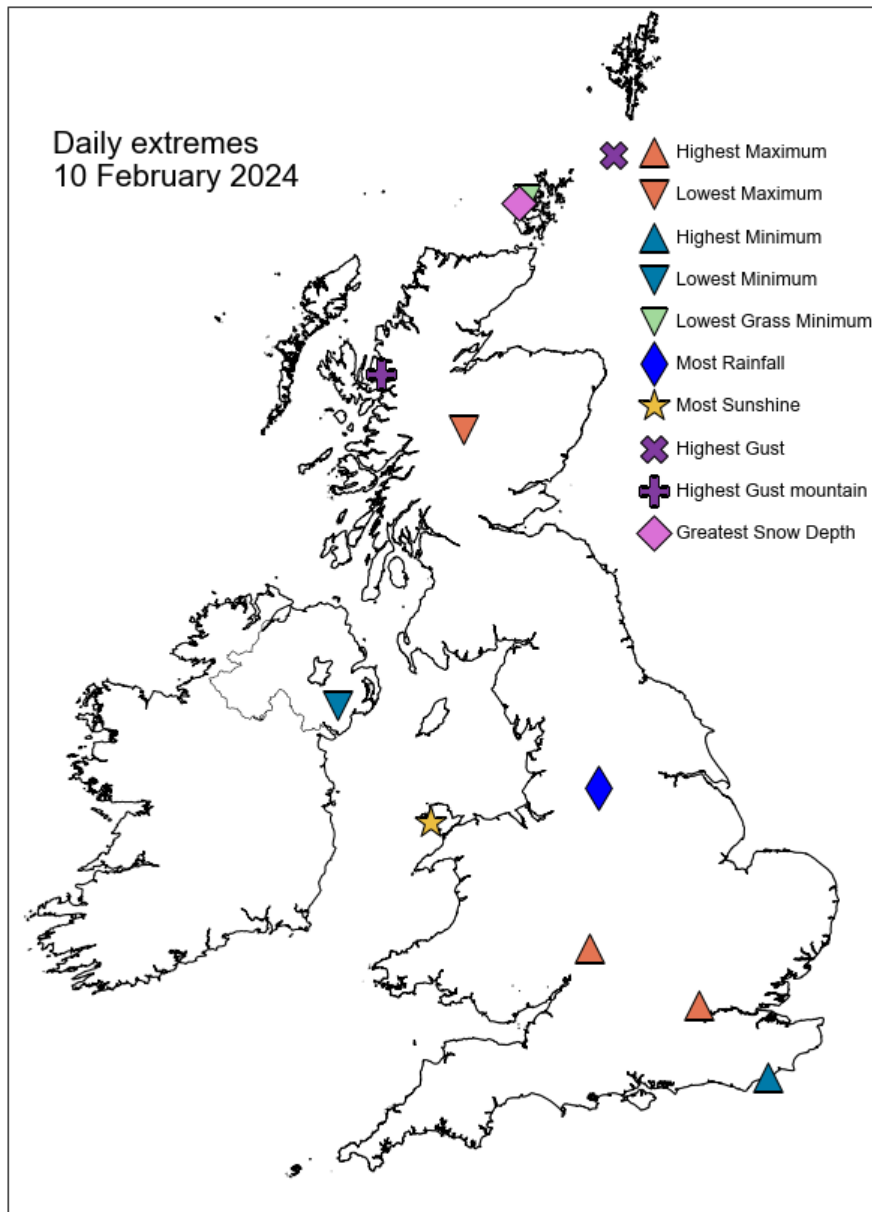 Daily extremes
10 February 2024
Highest Maximum
Lowest Maximum
Highest Minimum
Lowest Minimum
Lowest Grass Minimum
Most Rainfall
Most Sunshine
Highest Gust
Highest Gust mountain
Greatest Snow Depth